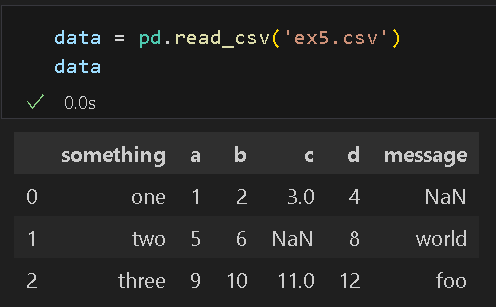 data = pd.read_csv('ex5.csv')
data
0.0s
something a b c d message
0 one 1 2 3.0 4 NaN
1 two 5 6 NaN 8 world
2 three 9 10 11.0 12 foo